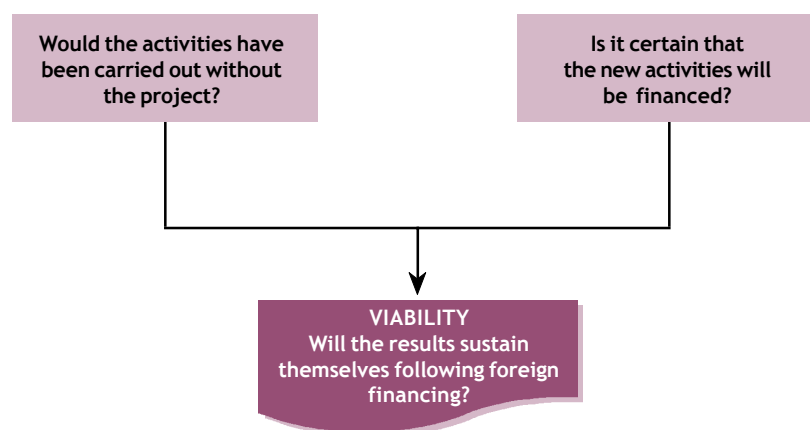 Would the activities have
been carried out without
the project?
Is it certain that
the new activities will
be financed?
VIABILITY
Will the results sustain
themselves following foreign
financing?